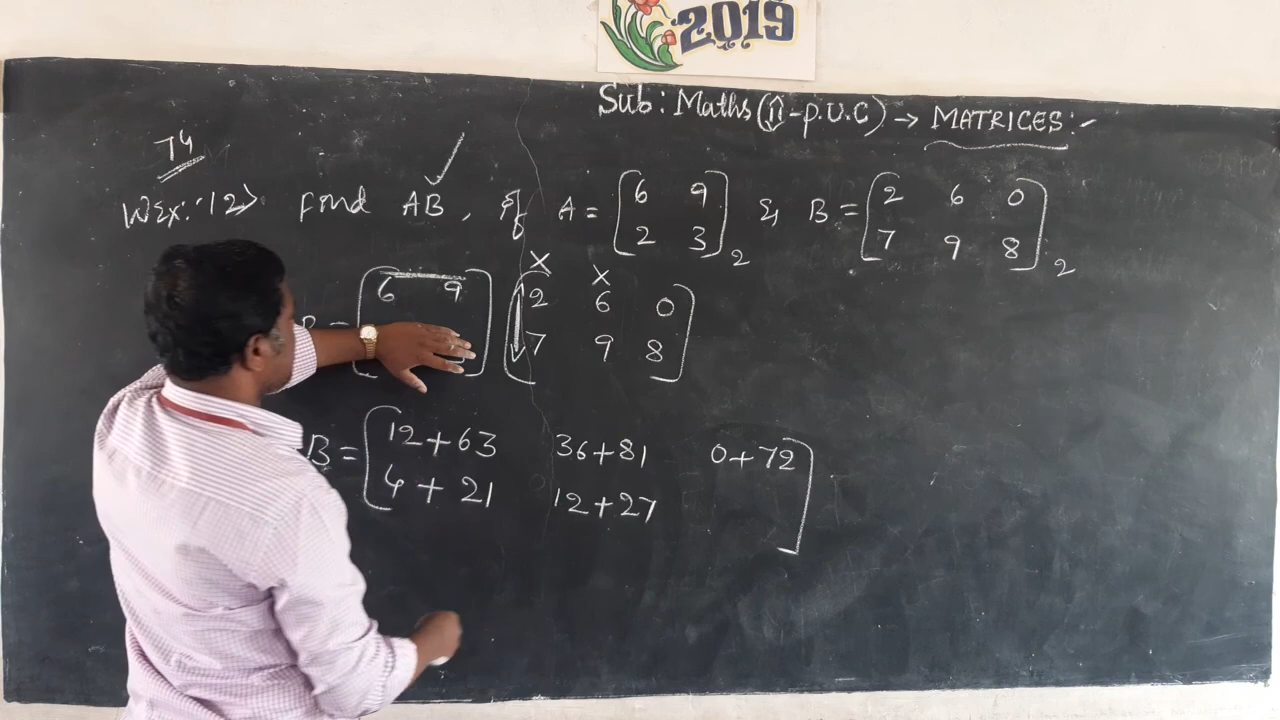 2019
Sub: Maths (II - P.U.C) → MATRICES:-
T4
W Ex:-12> Find AB, if A = [6 9 2 3]2 & B = [2 6 0 7 9 8]2
= [6 9] [2 6 0
7 9 8]
B = [12+63 36+81 0+72
4+21 12+27]